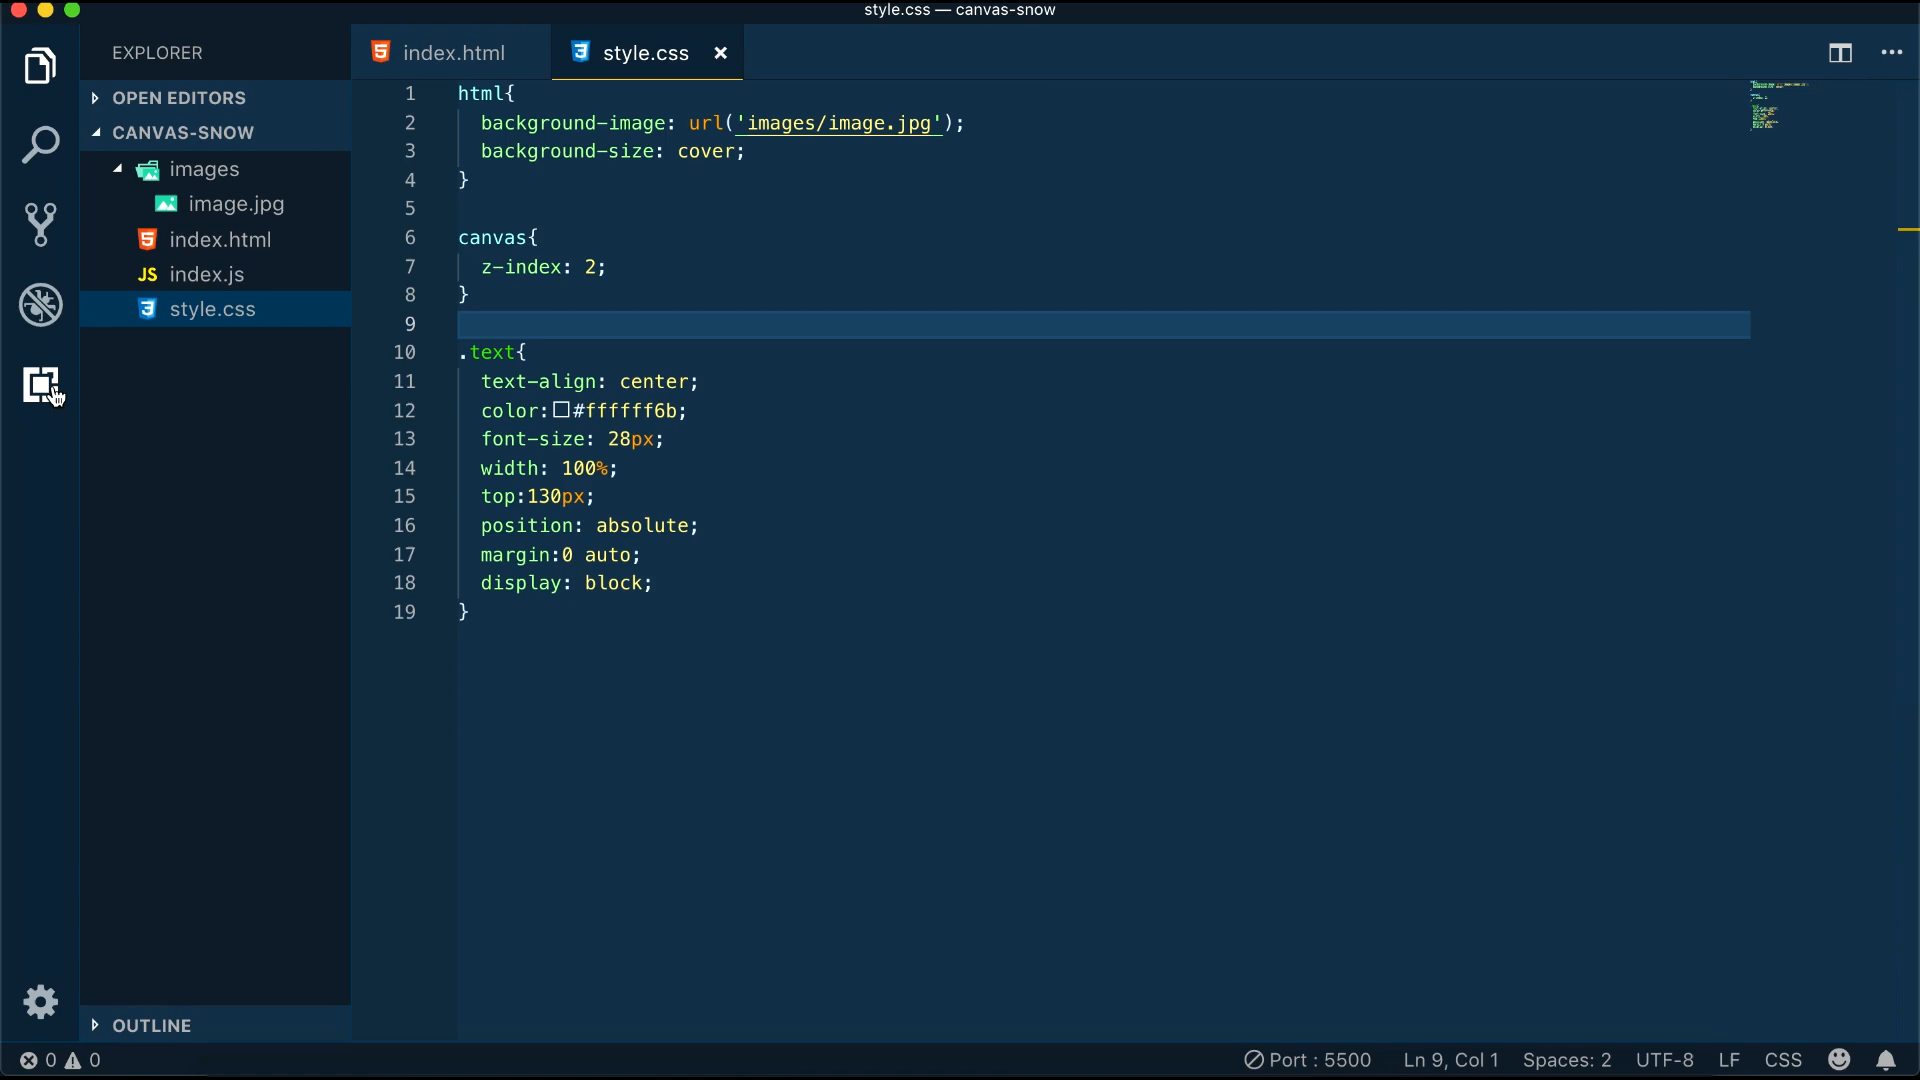 style.css — canvas-snow
EXPLORER
OPEN EDITORS
CANVAS-SNOW
images
image.jpg
index.html
JS index.js
style.css
OUTLINE
index.html
style.css
1 html{
2 background-image: url('images/image.jpg');
3 background-size: cover;
4 }
5
6 canvas{
7 z-index: 2;
8 }
9
10 .text{
11 text-align: center;
12 color:#ffffff6b;
13 font-size: 28px;
14 width: 100%;
15 top:130px;
16 position: absolute;
17 margin:0 auto;
18 display: block;
19 }
0 0
Port : 5500 Ln 9, Col 1 Spaces: 2 UTF-8 LF CSS